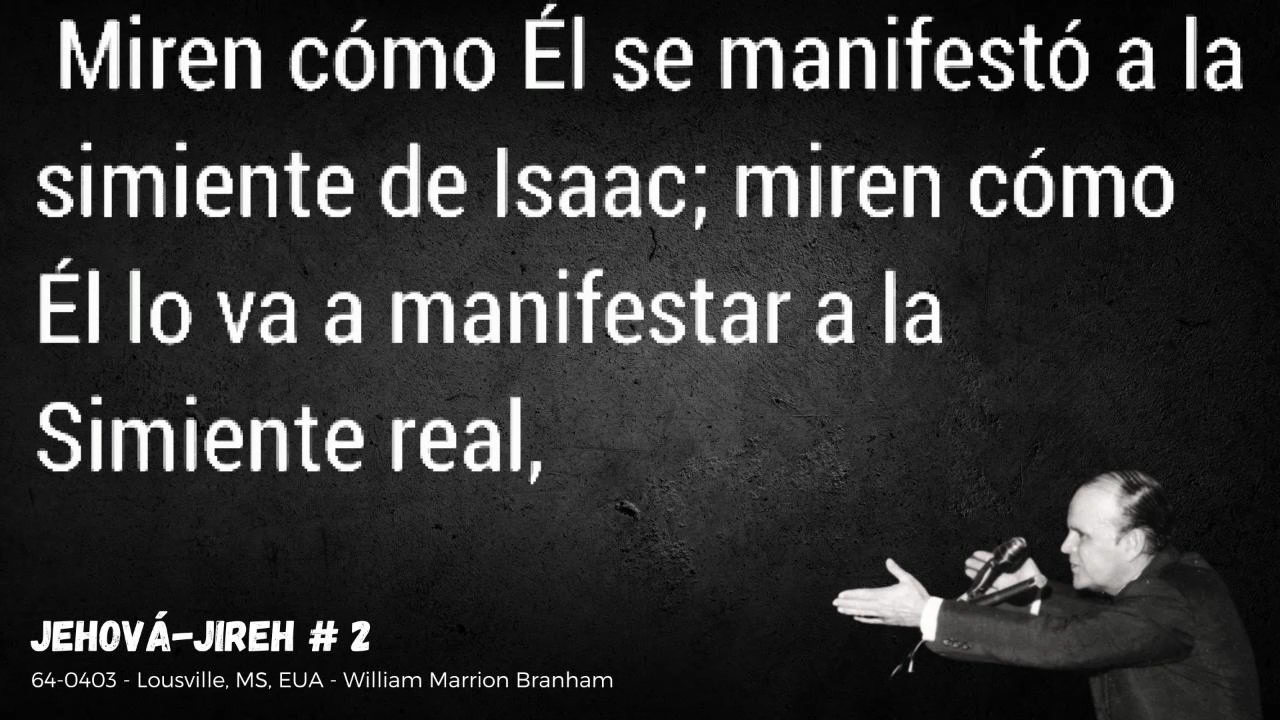 Miren cómo Él se manifestó a la
simiente de Isaac; miren cómo
Él lo va a manifestar a la
Simiente real,
JEHOVÁ-JIREH # 2
64-0403 - Lousville, MS, EUA - William Marrion Branham